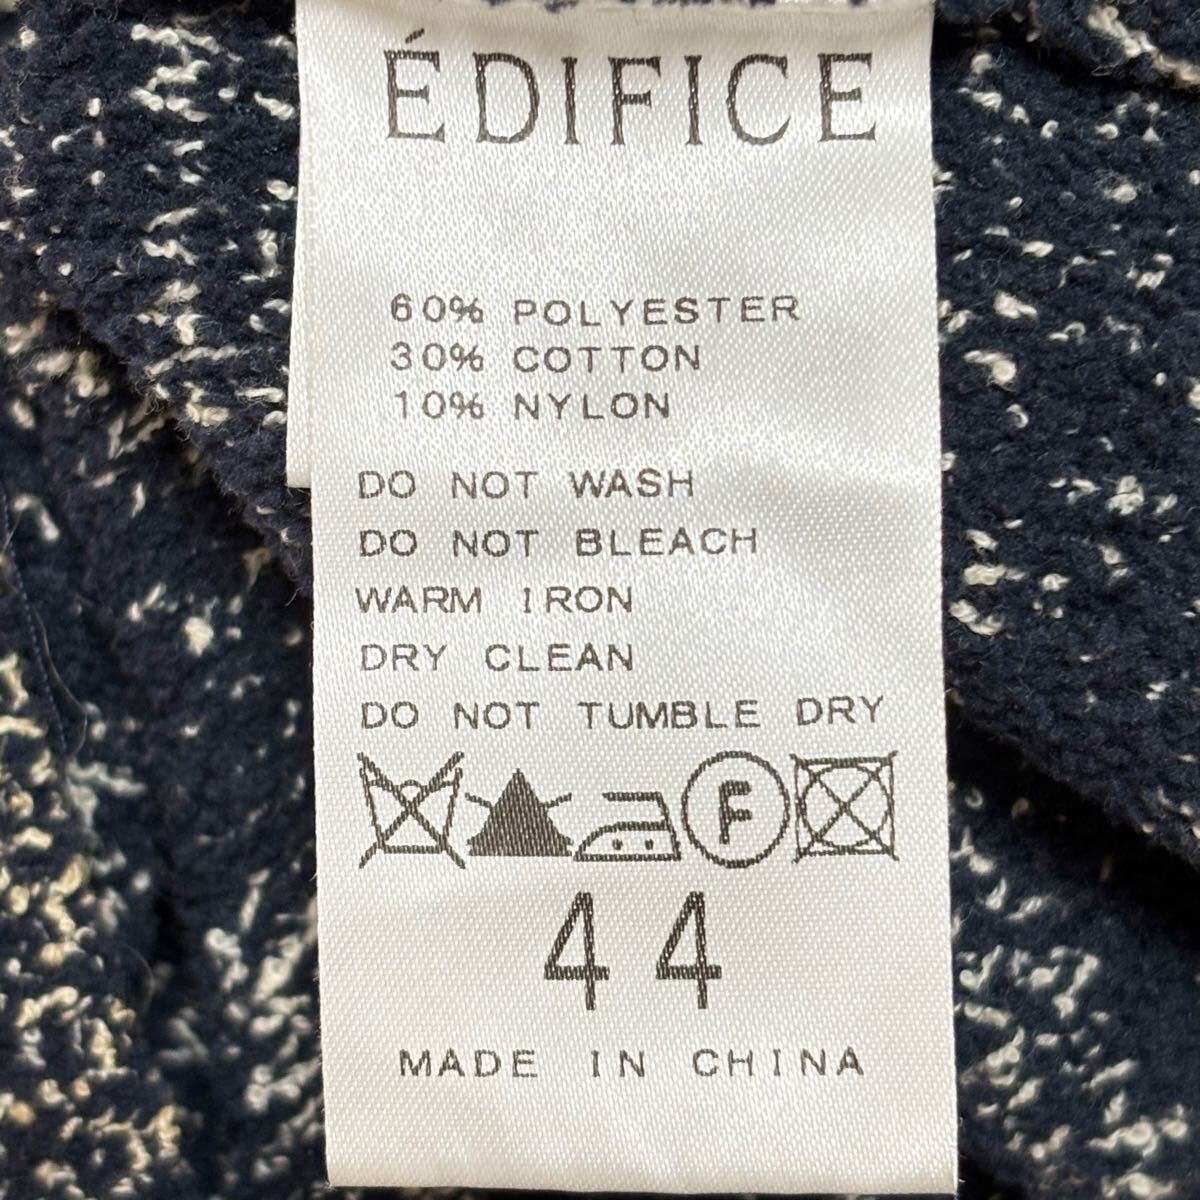 ÉDIFICE
60% POLYESTER
30% COTTON
10% NYLON
DO NOT WASH
DO NOT BLEACH
WARM IRON
DRY CLEAN
DO NOT TUMBLE DRY
F
44
MADE IN CHINA